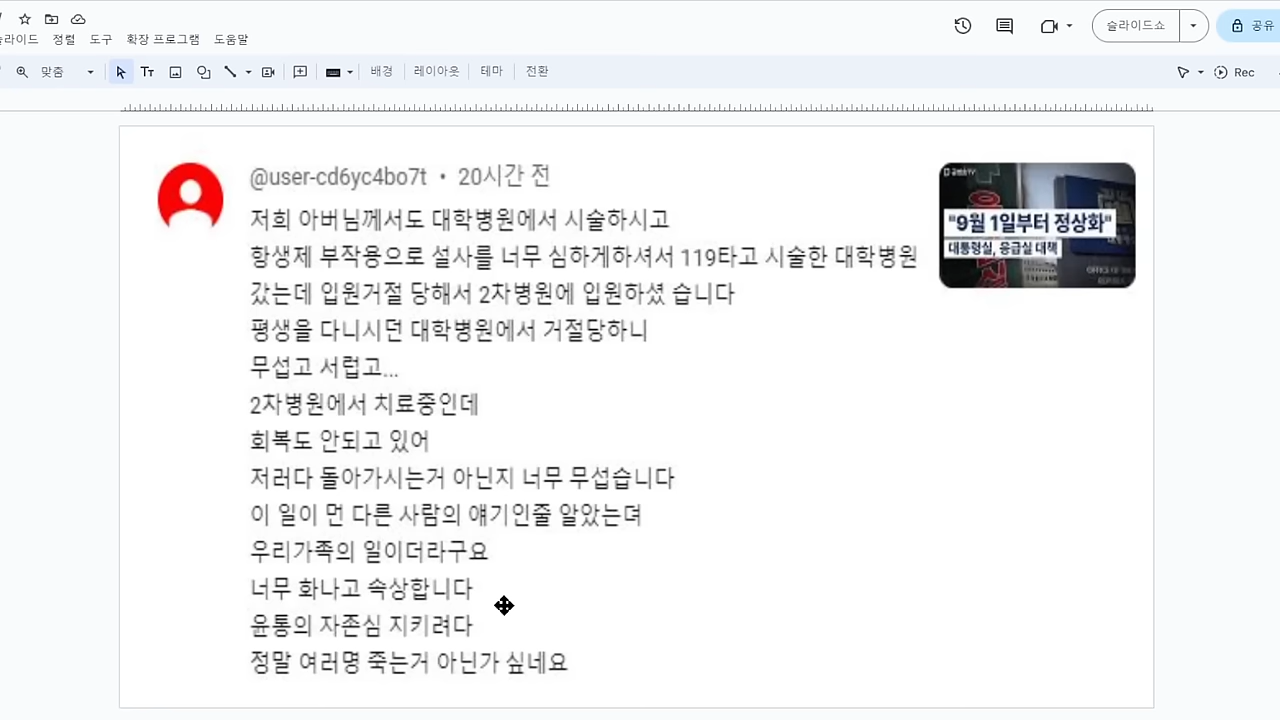 슬라이드 정렬 도구 확장 프로그램 도움말
슬라이드쇼
공유
맞춤
배경 레이아웃 테마 전환
Rec
@user-cd6yc4bo7t • 20시간 전
저희 아버님께서도 대학병원에서 시술하시고
항생제 부작용으로 설사를 너무 심하게하셔서 119타고 시술한 대학병원
갔는데 입원거절 당해서 2차병원에 입원하셨 습니다
평생을 다니시던 대학병원에서 거절당하니
무섭고 서럽고...
2차병원에서 치료중인데
회복도 안되고 있어
저러다 돌아가시는거 아닌지 너무 무섭습니다
이 일이 먼 다른 사람의 얘기인줄 알았는뎌
우리가족의 일이더라구요
너무 화나고 속상합니다
윤통의 자존심 지키려다
정말 여러명 죽는거 아닌가 싶네요
"9월 1일부터 정상화"
대통령실, 응급실 대책